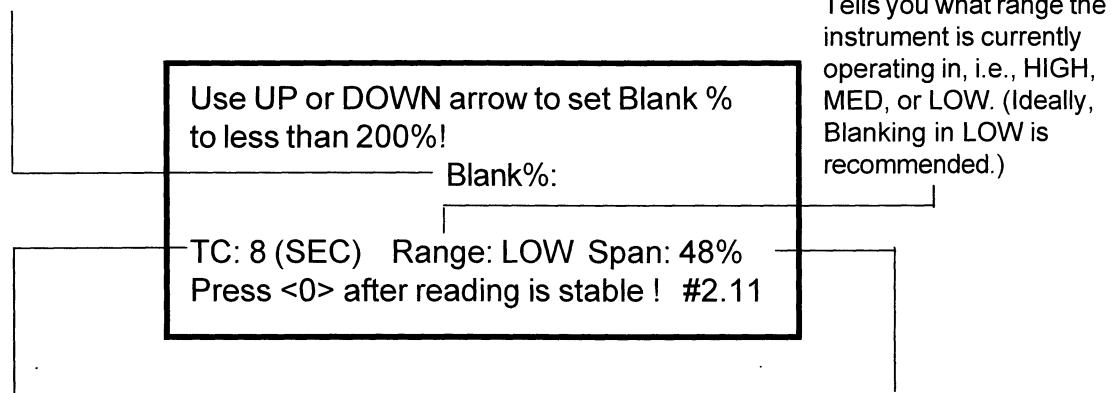 Tells you what range the
instrument is currently
operating in, i.e., HIGH,
MED, or LOW. (Ideally,
Blanking in LOW is
recommended.)
Use UP or DOWN arrow to set Blank %
to less than 200%!
Blank%:
TC: 8 (SEC) Range: LOW Span: 48%
Press <0> after reading is stable ! #2.11